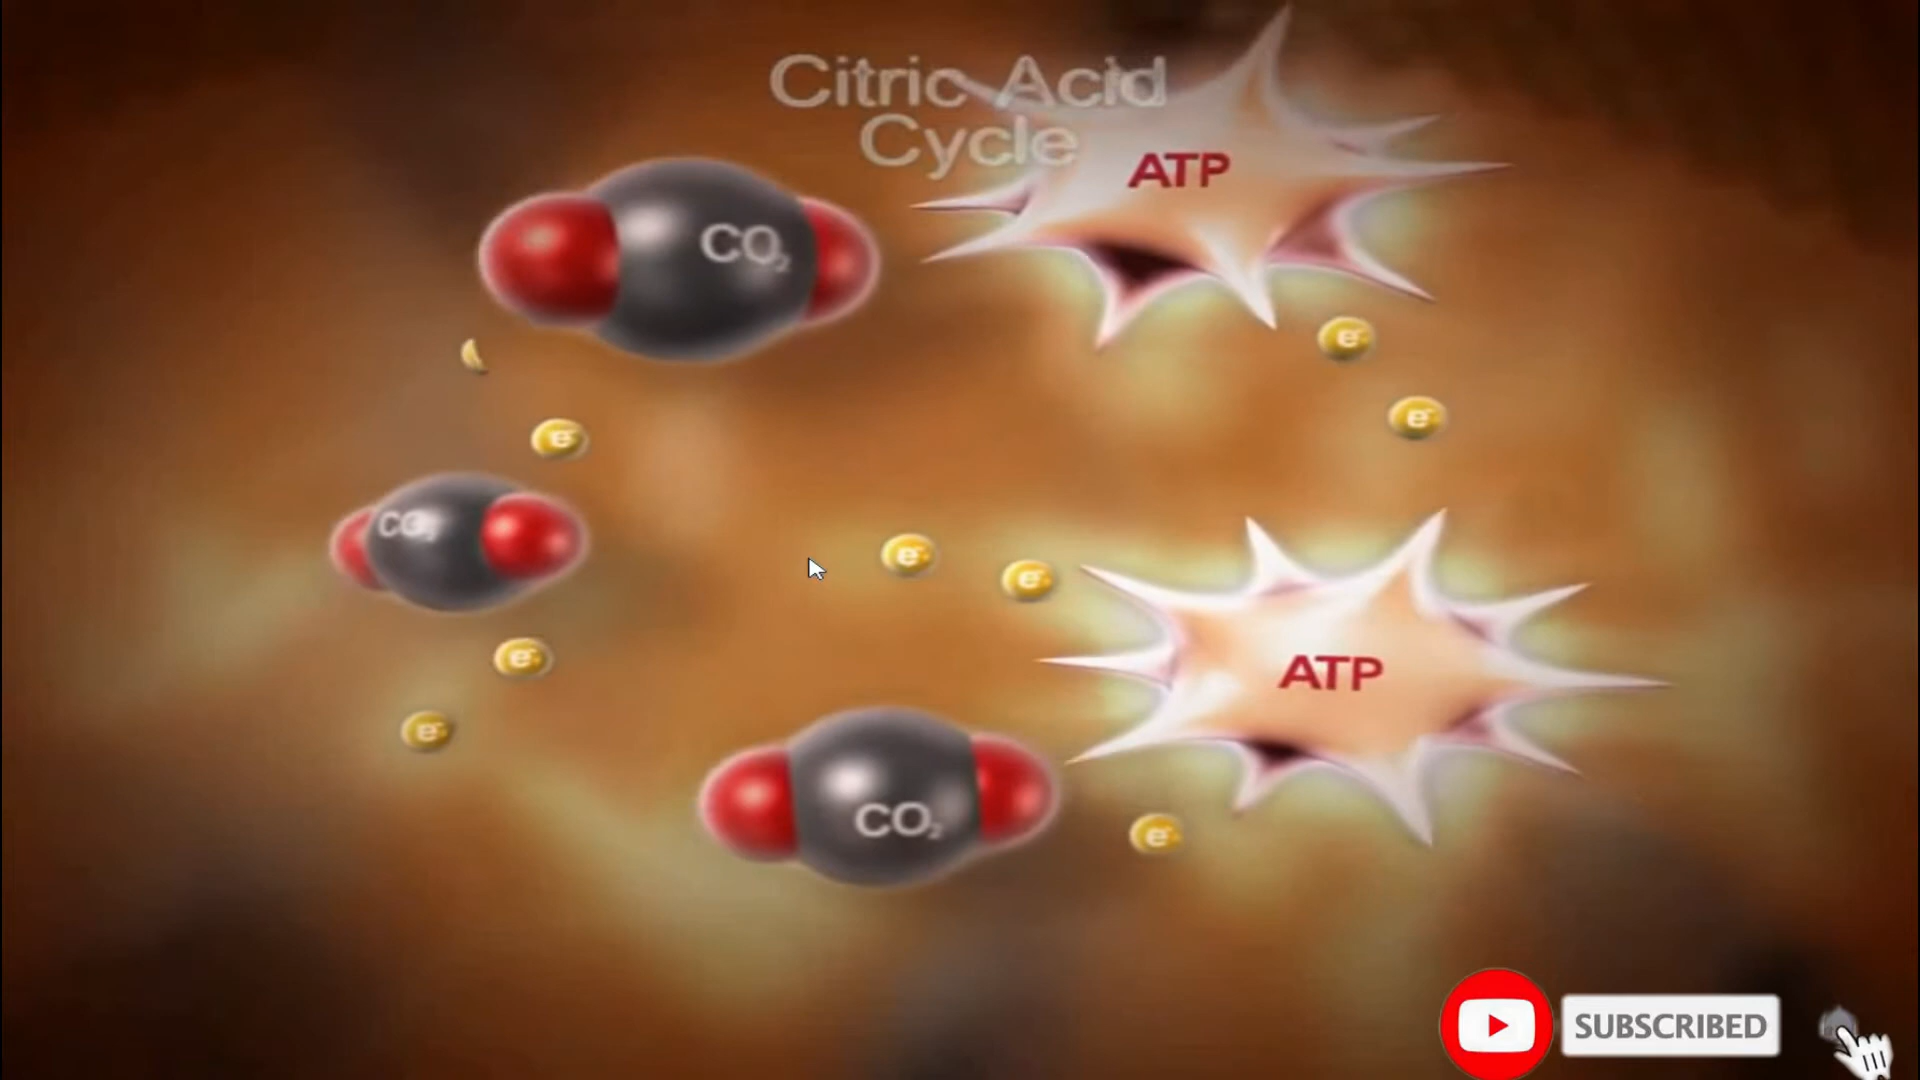 Citric Acid
Cycle
ATP
CO₂
e⁻
e⁻
e⁻
CO₂
e⁻
e⁻
e⁻
ATP
e⁻
CO₂
e⁻
SUBSCRIBED